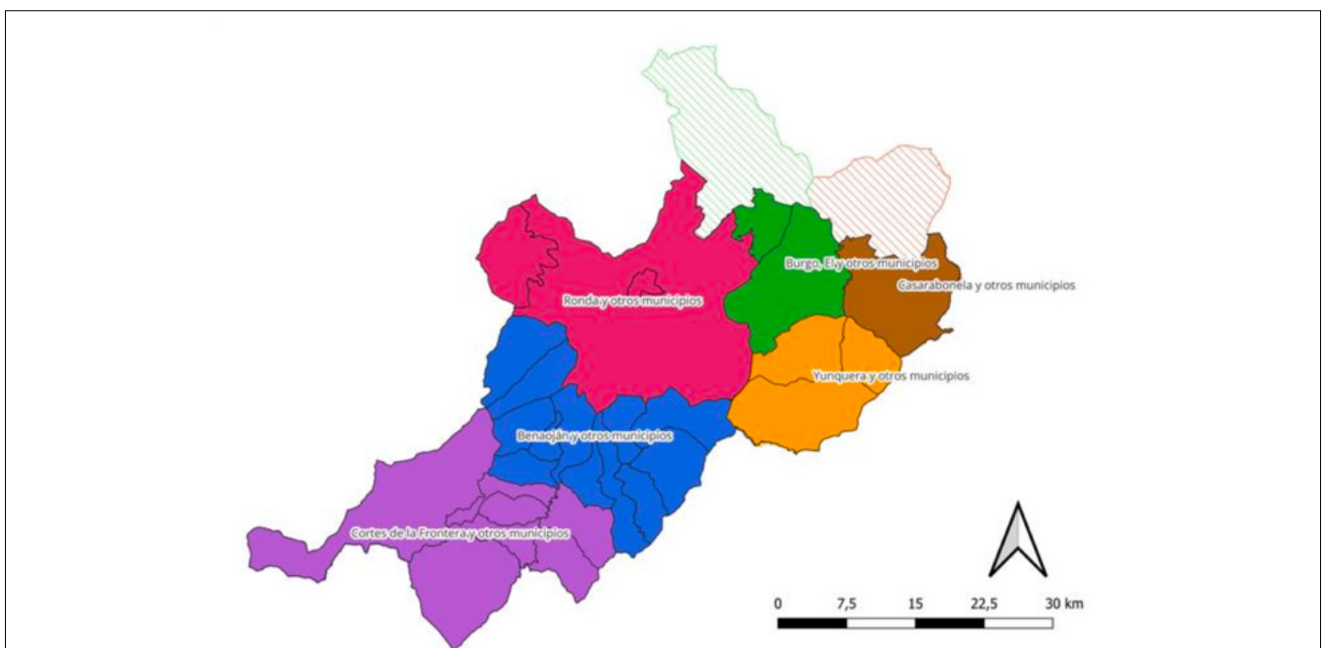 Burgo, El y otros municipios
Casarabonela y otros municipios
Ronda y otros municipios
Yunquera y otros municipios
Benaoján y otros municipios
Cortes de la Frontera y otros municipios
0 7,5 15 22,5 30 km